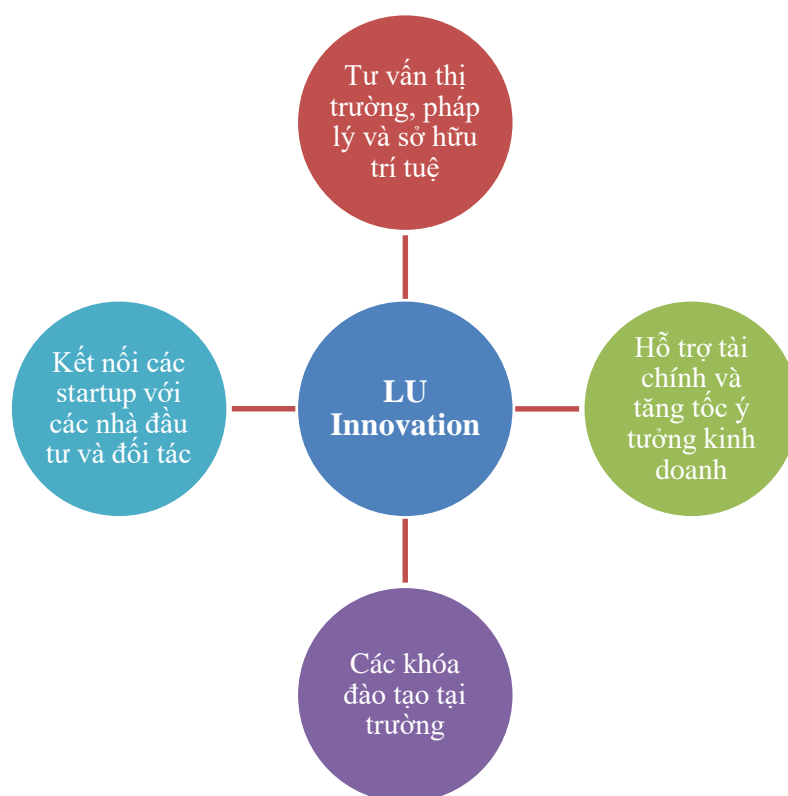 Tư vấn thị
trường, pháp
lý và sở hữu
trí tuệ
Kết nối các
startup với
các nhà đầu
tư và đối tác
LU
Innovation
Hỗ trợ tài
chính và
tăng tốc ý
tưởng kinh
doanh
Các khóa
đào tạo tại
trường